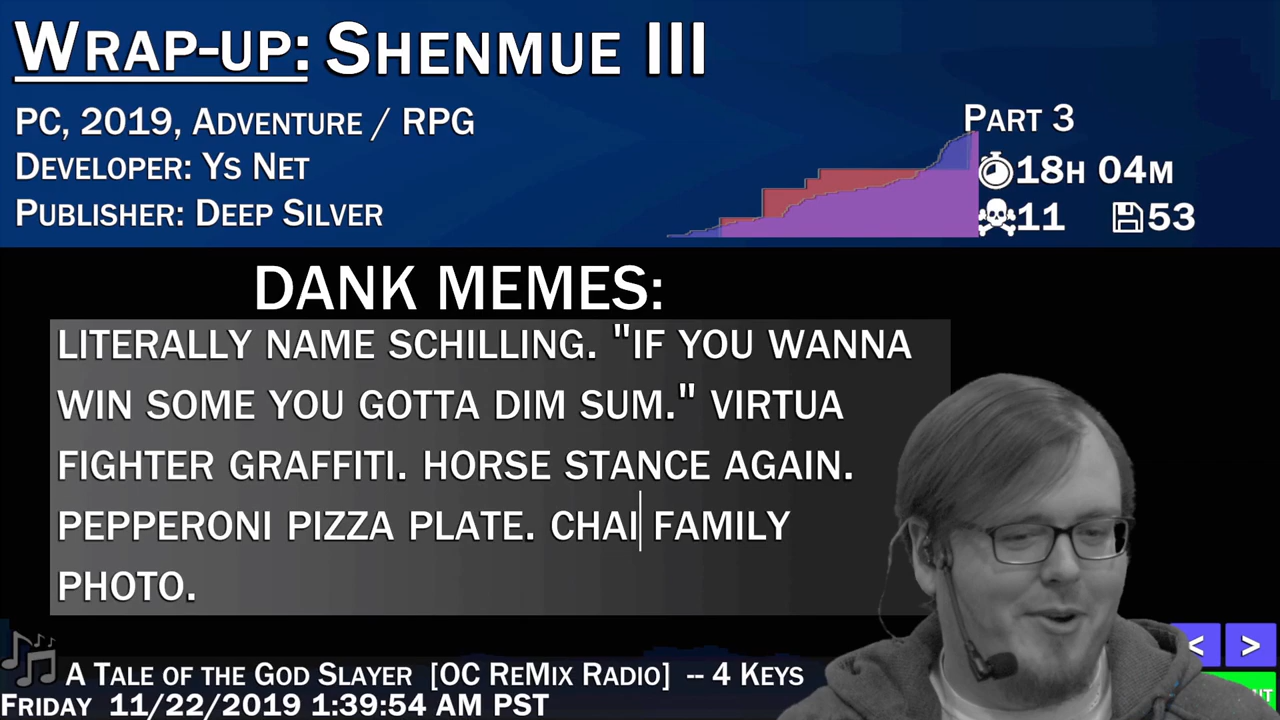 WRAP-UP: SHENMUE III
PC, 2019, ADVENTURE / RPG
DEVELOPER: YS NET
PUBLISHER: DEEP SILVER
PART 3
18H 04M
11 53
DANK MEMES:
LITERALLY NAME SCHILLING. "IF YOU WANNA
WIN SOME YOU GOTTA DIM SUM." VIRTUA
FIGHTER GRAFFITI. HORSE STANCE AGAIN.
PEPPERONI PIZZA PLATE. CHAI FAMILY
PHOTO.
< >
A TALE OF THE GOD SLAYER [OC REMIX RADIO] -- 4 KEYS
FRIDAY 11/22/2019 1:39:54 AM PST